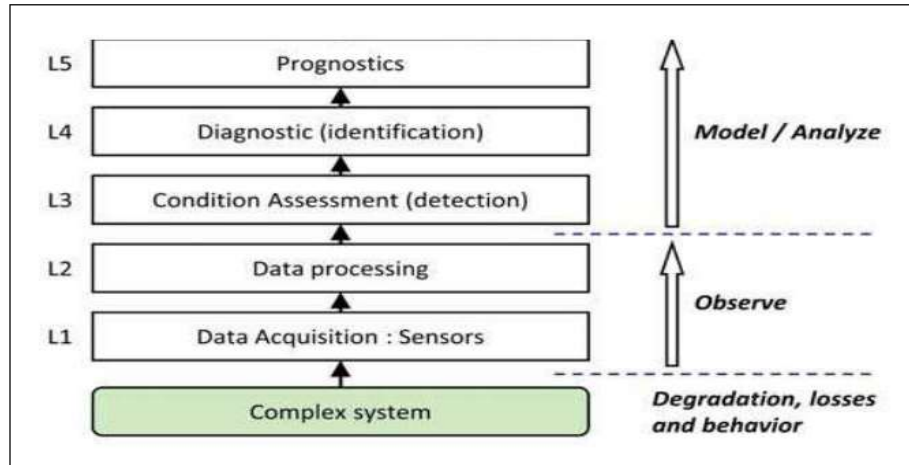 L5 Prognostics
L4 Diagnostic (identification)
Model / Analyze
L3 Condition Assessment (detection)
L2 Data processing
Observe
L1 Data Acquisition : Sensors
Complex system
Degradation, losses
and behavior